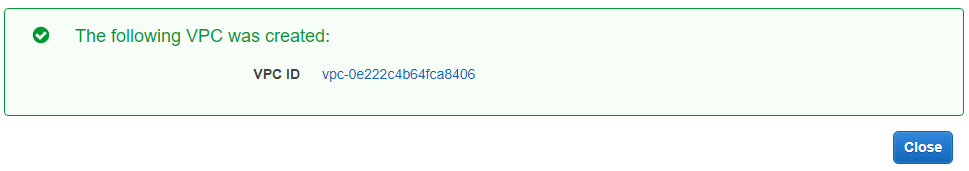 The following VPC was created:
VPC ID vpc-0e222c4b64fca8406
Close